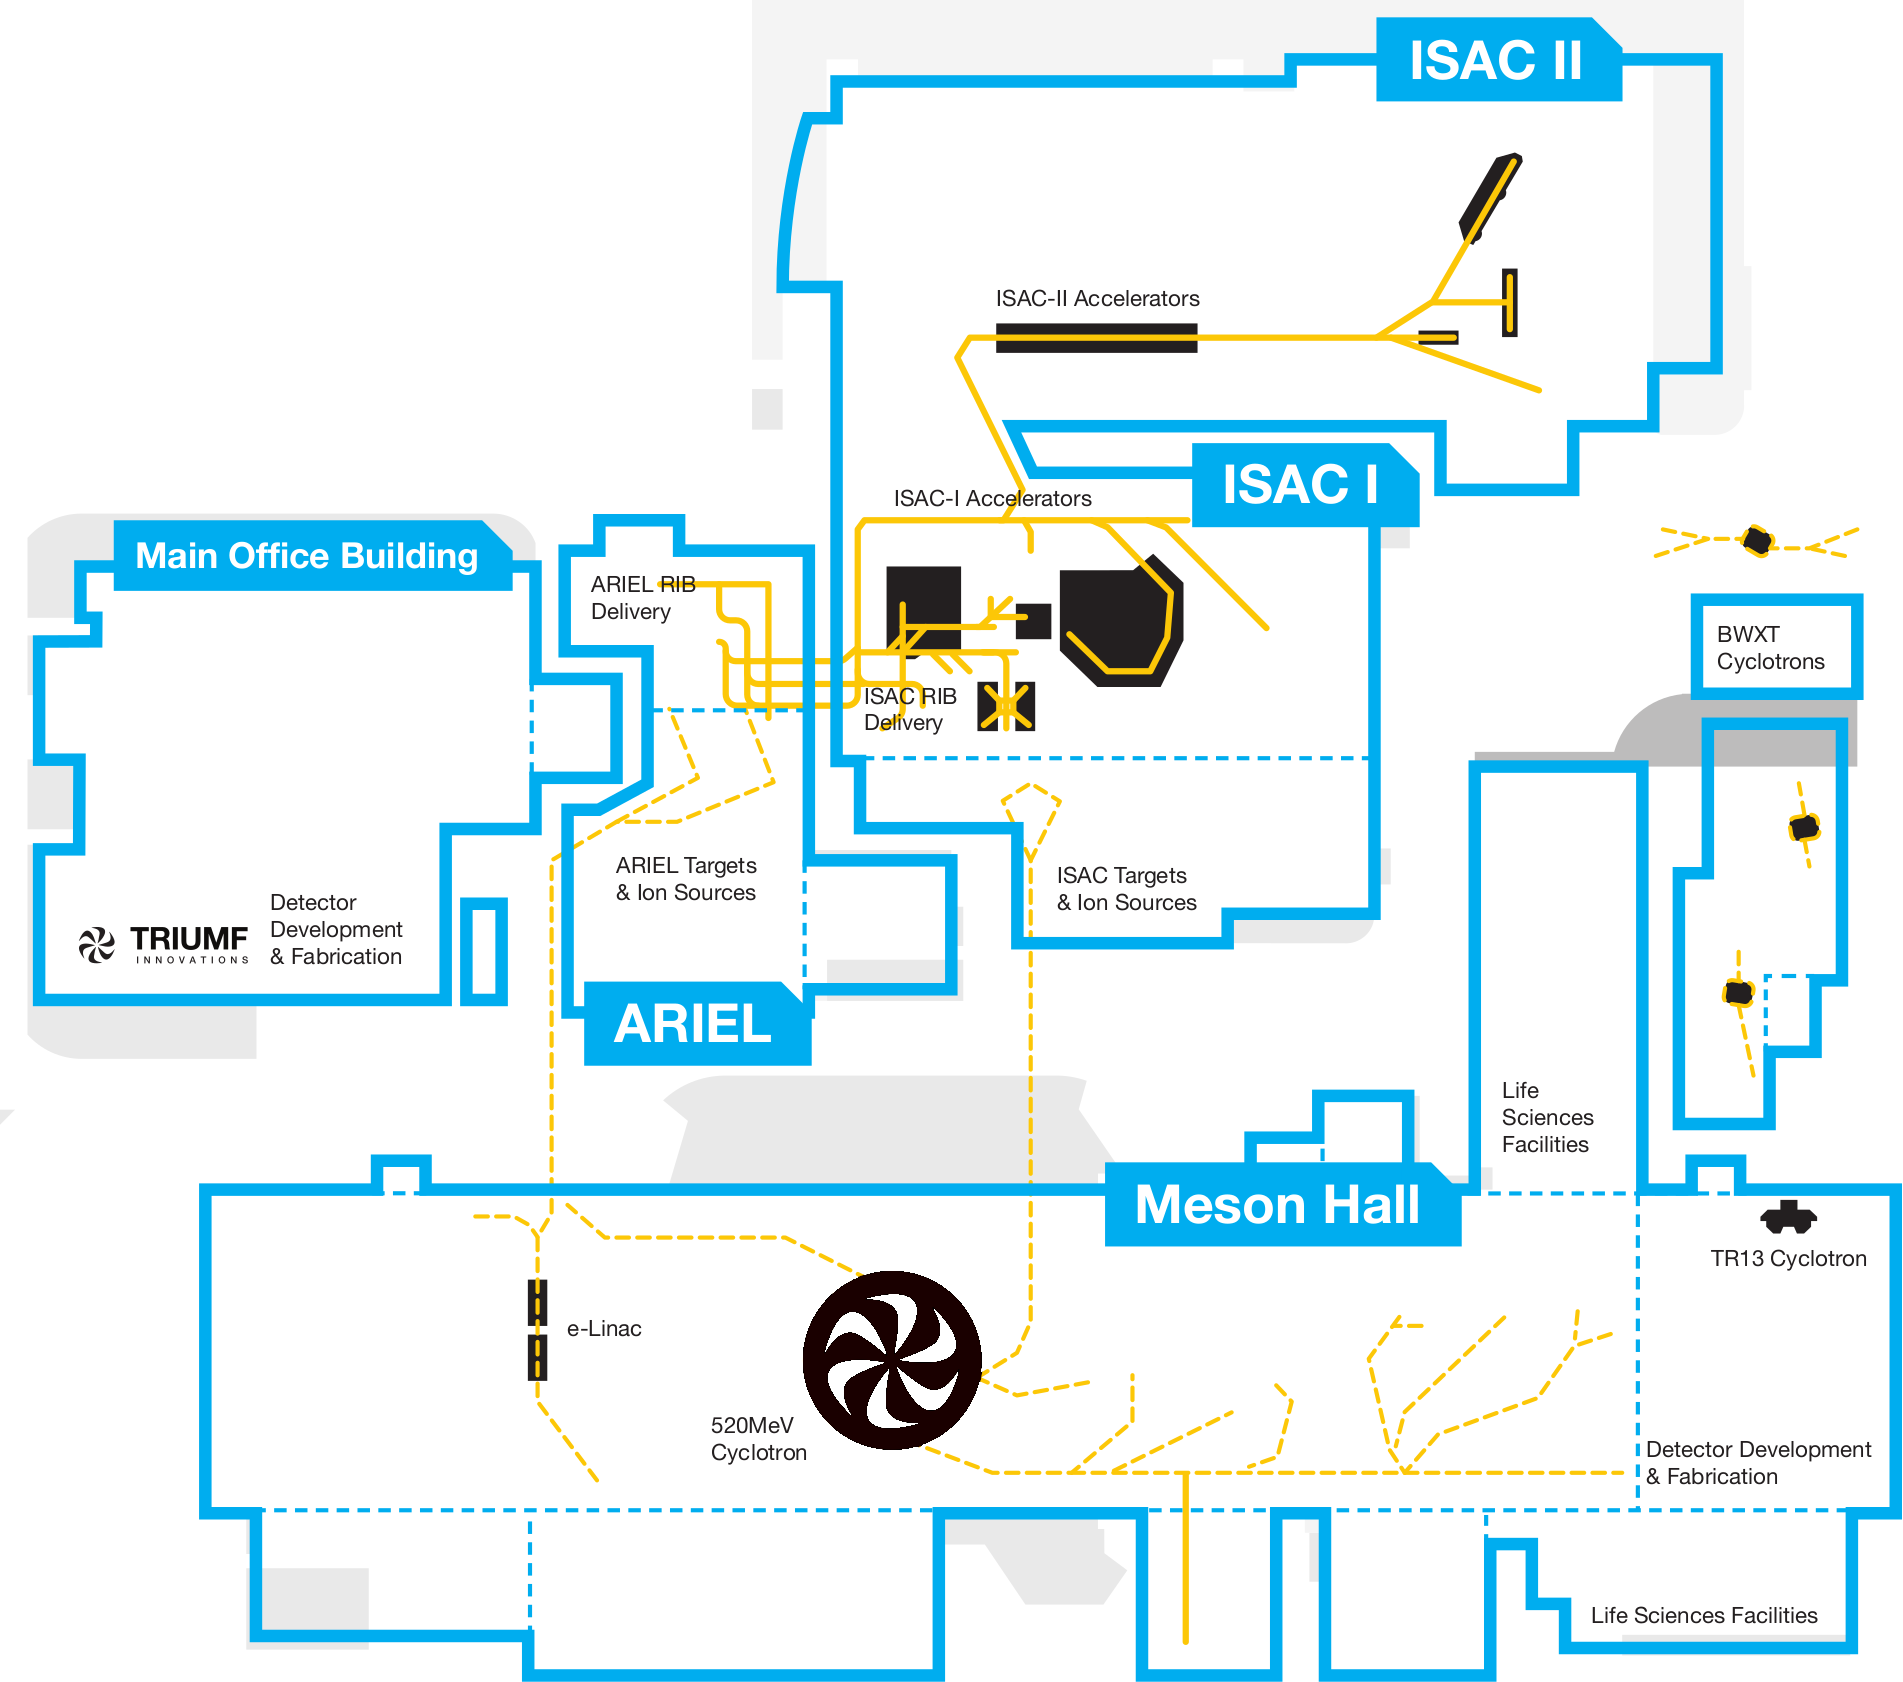 ISAC II
ISAC-II Accelerators
ISAC I
ISAC-I Accelerators
Main Office Building
ARIEL RIB
Delivery
BWXT
Cyclotrons
ISAC RIB
Delivery
ARIEL Targets
& Ion Sources
ISAC Targets
& Ion Sources
TRIUMF
INNOVATIONS
Detector
Development
& Fabrication
ARIEL
Life
Sciences
Facilities
Meson Hall
TR13 Cyclotron
e-Linac
520MeV
Cyclotron
Detector Development
& Fabrication
Life Sciences Facilities